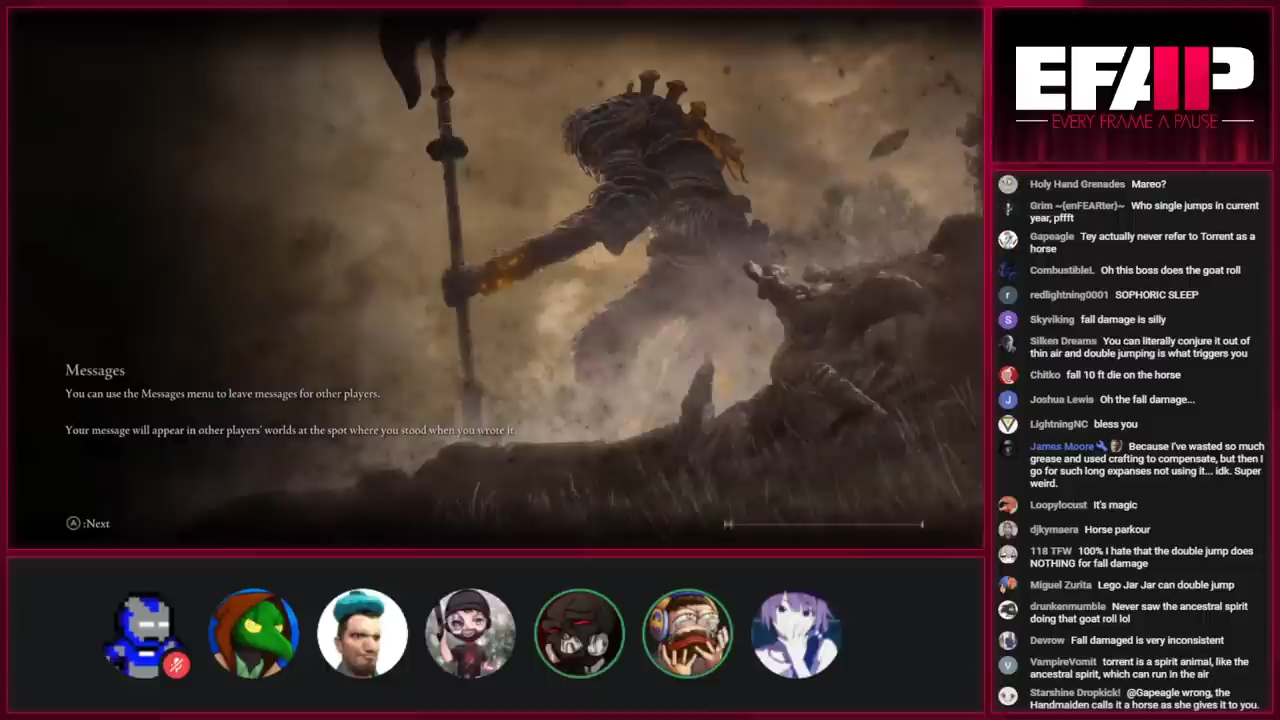 Messages
You can use the Messages menu to leave messages for other players.
Your message will appear in other players' worlds at the spot where you stood when you wrote it.
A :Next
EFAP
EVERY FRAME A PAUSE
Holy Hand Grenades Mareo?
Grim ~{enFEARter}~ Who single jumps in current
year, pffft
Gapeagle Tey actually never refer to Torrent as a
horse
CombustibleL Oh this boss does the goat roll
r redlightning0001 SOPHORIC SLEEP
S Skyviking fall damage is silly
Silken Dreams You can literally conjure it out of
thin air and double jumping is what triggers you
Chitko fall 10 ft die on the horse
J Joshua Lewis Oh the fall damage...
LightningNC bless you
James Moore Because I've wasted so much
grease and used crafting to compensate, but then I
go for such long expanses not using it... idk. Super
weird.
Loopylocust It's magic
djkymaera Horse parkour
118 TFW 100% I hate that the double jump does
NOTHING for fall damage
Miguel Zurita Lego Jar Jar can double jump
drunkenmumble Never saw the ancestral spirit
doing that goat roll lol
Devrow Fall damaged is very inconsistent
V VampireVomit torrent is a spirit animal, like the
ancestral spirit, which can run in the air
Starshine Dropkick! @Gapeagle wrong, the
Handmaiden calls it a horse as she gives it to you.